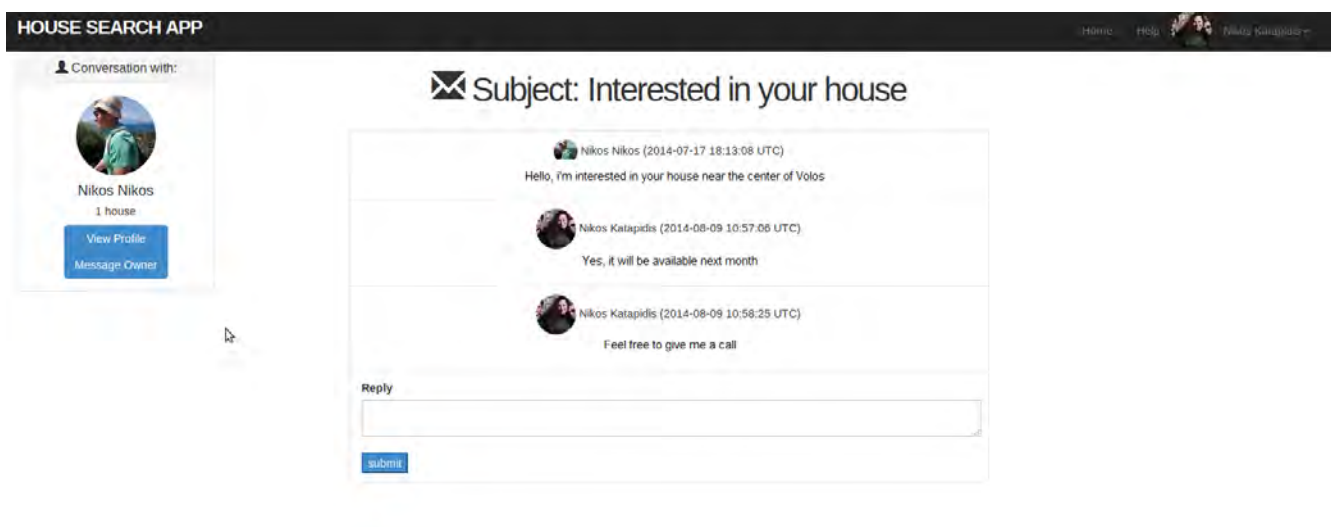 HOUSE SEARCH APP
Home Help Nikos Katapidis
Conversation with:
Nikos Nikos
1 house
View Profile
Message Owner
Subject: Interested in your house
Nikos Nikos (2014-07-17 18:13:08 UTC)
Hello, i'm interested in your house near the center of Volos
Nikos Katapidis (2014-08-09 10:57:06 UTC)
Yes, it will be available next month
Nikos Katapidis (2014-08-09 10:58:25 UTC)
Feel free to give me a call
Reply
submit